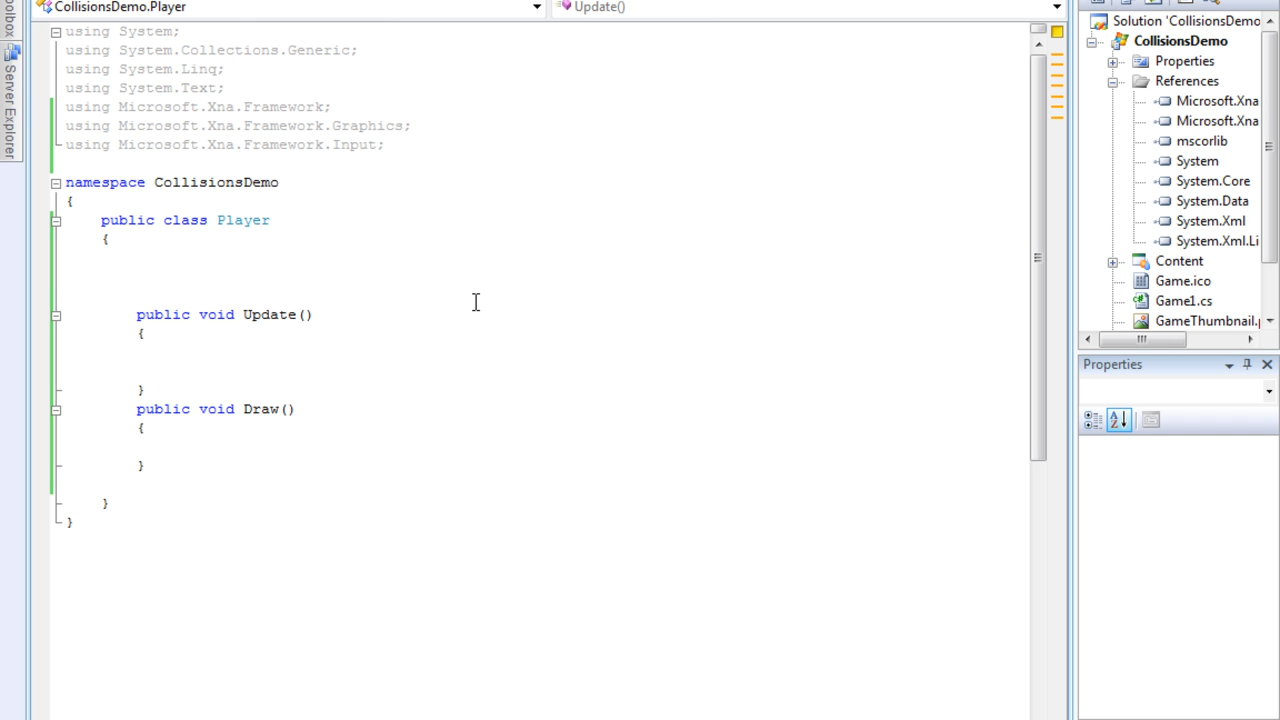 CollisionsDemo.Player
Update()
using System;
using System.Collections.Generic;
using System.Linq;
using System.Text;
using Microsoft.Xna.Framework;
using Microsoft.Xna.Framework.Graphics;
using Microsoft.Xna.Framework.Input;
namespace CollisionsDemo
{
public class Player
{
public void Update()
{
}
public void Draw()
{
}
}
}
Server Explorer
Solution 'CollisionsDemo
CollisionsDemo
Properties
References
Microsoft.Xna
Microsoft.Xna
mscorlib
System
System.Core
System.Data
System.Xml
System.Xml.Li
Content
Game.ico
Game1.cs
GameThumbnail.
Properties